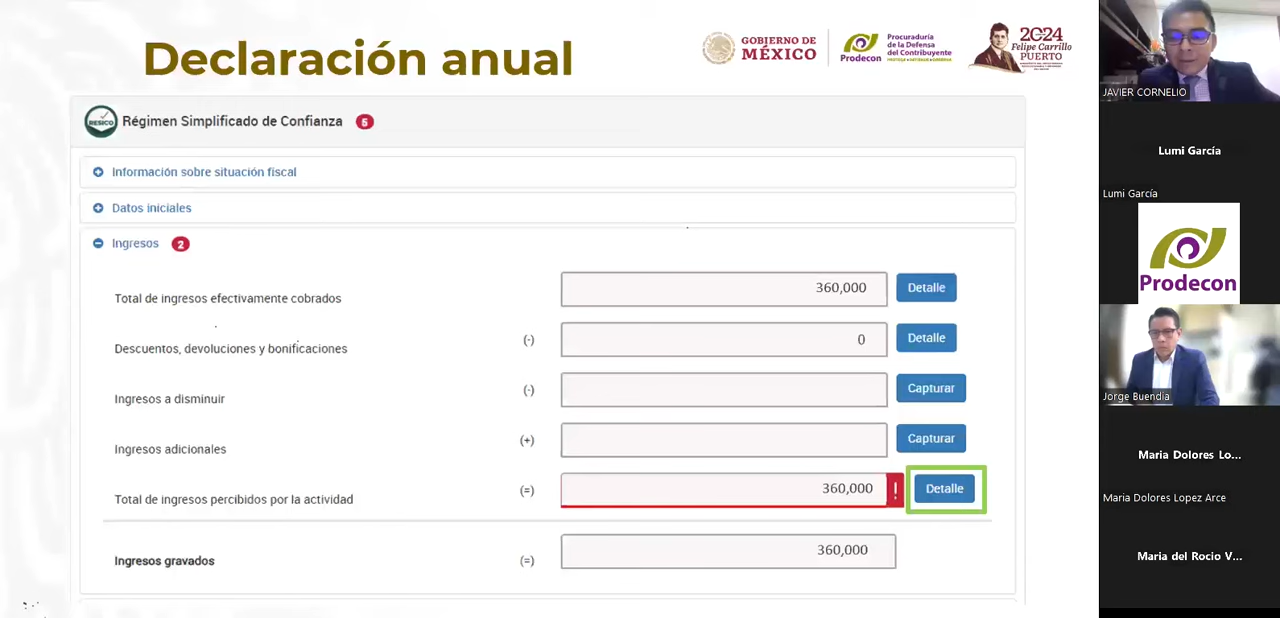 Declaración anual
GOBIERNO DE
MÉXICO
Prodecon
Procuraduría
de la Defensa
del Contribuyente
2024
Felipe Carrillo
PUERTO
RESICO
Régimen Simplificado de Confianza 5
Información sobre situación fiscal
Datos iniciales
Ingresos 2
Total de ingresos efectivamente cobrados 360,000 Detalle
Descuentos, devoluciones y bonificaciones (-) 0 Detalle
Ingresos a disminuir (-) Capturar
Ingresos adicionales (+) Capturar
Total de ingresos percibidos por la actividad (=) 360,000 ! Detalle
Ingresos gravados (=) 360,000
JAVIER CORNELIO
Lumi García
Lumi García
Prodecon
Jorge Buendia
Maria Dolores Lo...
Maria Dolores Lopez Arce
Maria del Rocio V...